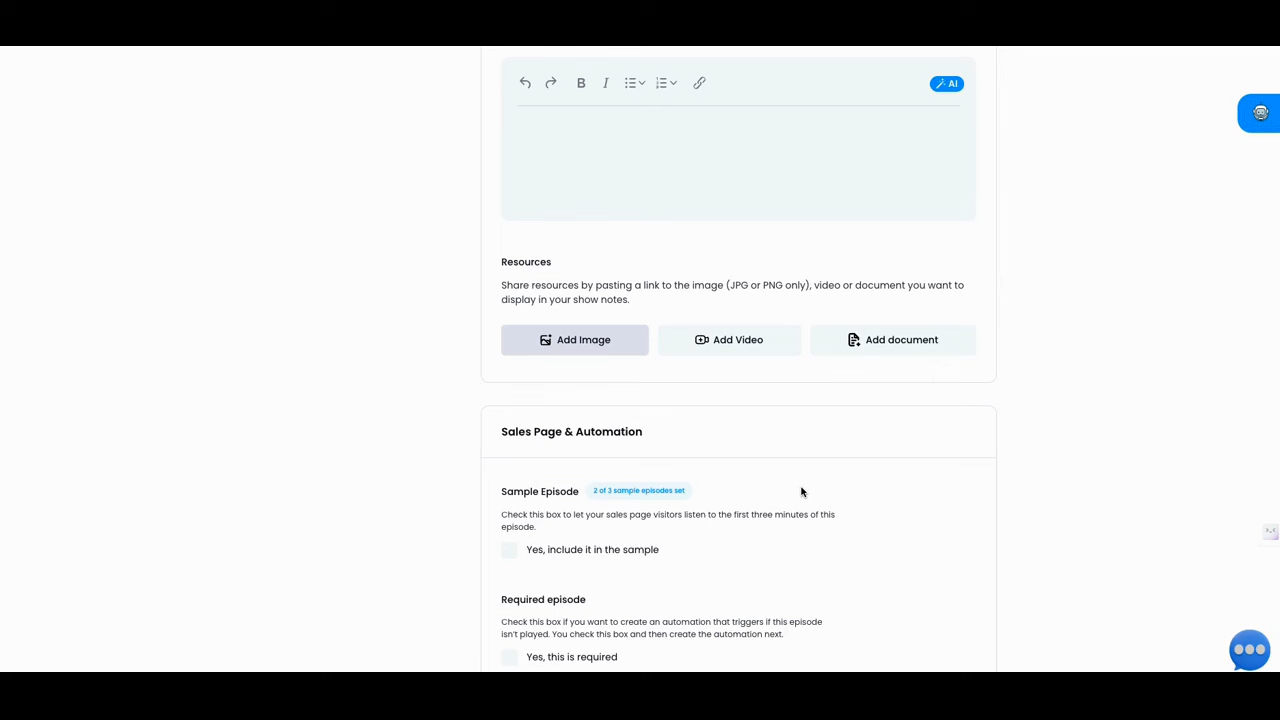 B I AI
Resources
Share resources by pasting a link to the image (JPG or PNG only), video or document you want to
display in your show notes.
Add Image Add Video Add document
Sales Page & Automation
Sample Episode 2 of 3 sample episodes set
Check this box to let your sales page visitors listen to the first three minutes of this
episode.
Yes, include it in the sample
Required episode
Check this box if you want to create an automation that triggers if this episode
isn't played. You check this box and then create the automation next.
Yes, this is required